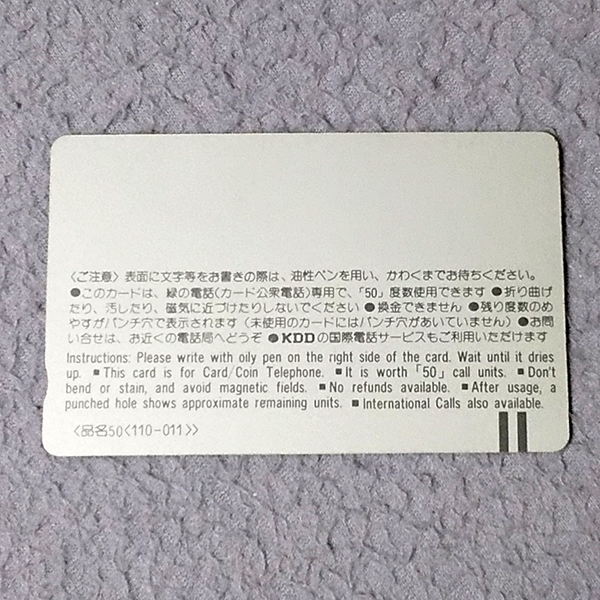 〈ご注意〉表面に文字等をお書きの際は、油性ペンを用い、かわくまでお待ちください。
●このカードは、緑の電話(カード公衆電話)専用で、「50」度数使用できます ●折り曲げ
たり、汚したり、磁気に近づけたりしないでください ●換金できません ●残り度数のめ
やすがパンチ穴で表示されます(未使用のカードにはパンチ穴があいていません) ●お問
い合せは、お近くの電話局へどうぞ ●KDDの国際電話サービスもご利用いただけます
Instructions: Please write with oily pen on the right side of the card. Wait until it dries
up. ■This card is for Card/Coin Telephone. ■It is worth「50」call units. ■Don't
bend or stain, and avoid magnetic fields. ■No refunds available. ■After usage, a
punched hole shows approximate remaining units. ■International Calls also available.
〈品名50〈110-011〉〉